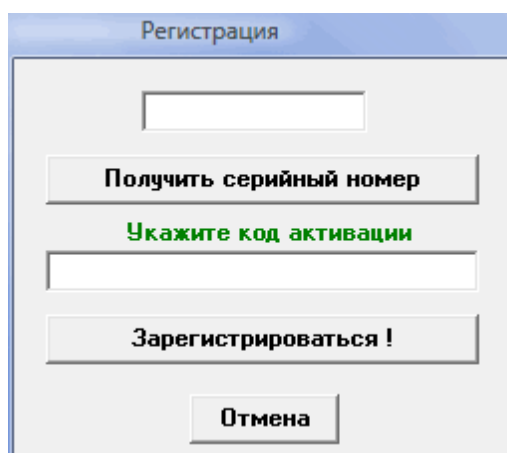 Регистрация
Получить серийный номер
Укажите код активации
Зарегистрироваться !
Отмена